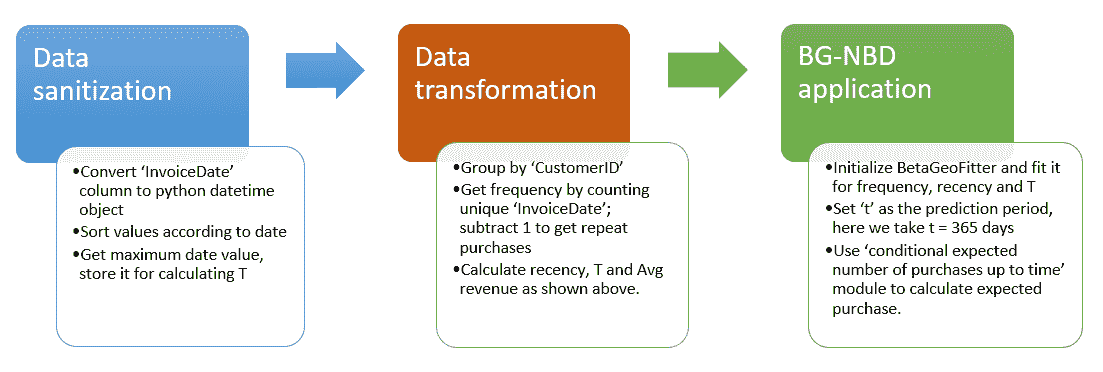 Data
sanitization
•Convert ‘InvoiceDate’
column to python datetime
object
•Sort values according to date
•Get maximum date value,
store it for calculating T
Data
transformation
•Group by ‘CustomerID’
•Get frequency by counting
unique ‘InvoiceDate’;
subtract 1 to get repeat
purchases
•Calculate recency, T and Avg
revenue as shown above.
BG-NBD
application
•Initialize BetaGeoFitter and fit it
for frequency, recency and T
•Set ‘t’ as the prediction period,
here we take t = 365 days
•Use ‘conditional expected
number of purchases up to time’
module to calculate expected
purchase.